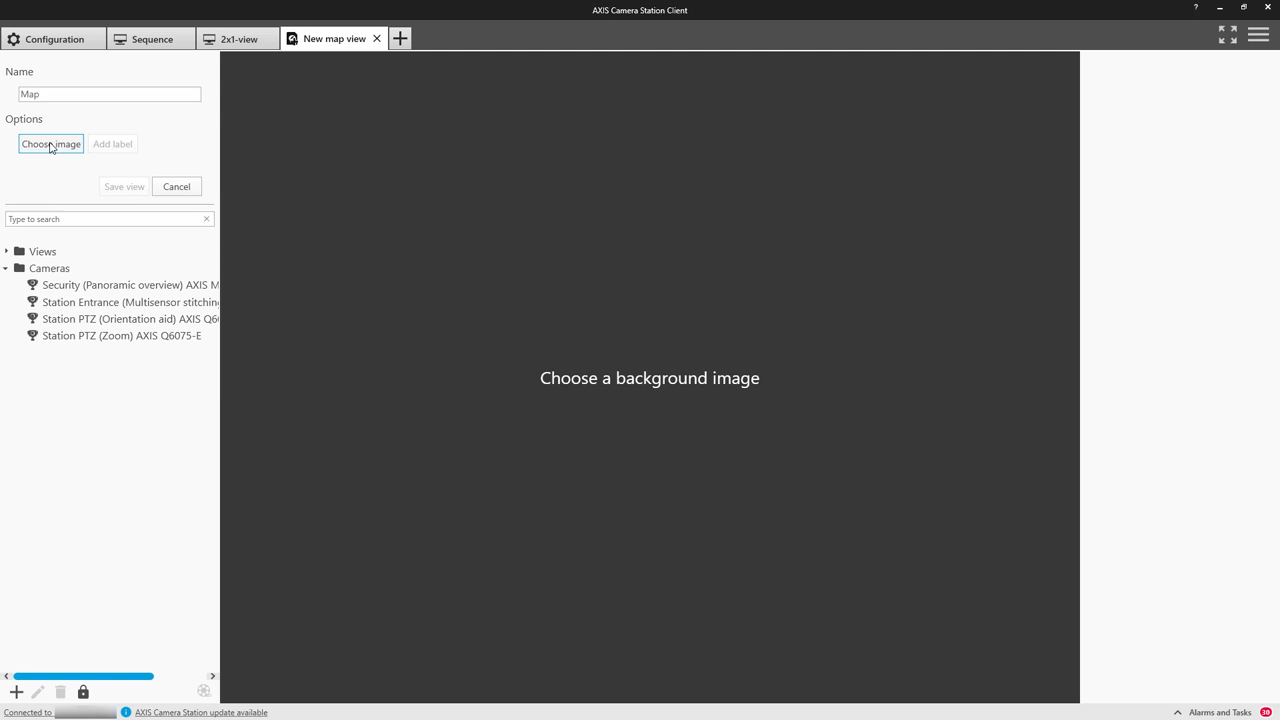 AXIS Camera Station Client
?
Configuration
Sequence
2x1-view
New map view
Name
Map
Options
Choose image
Add label
Save view
Cancel
Type to search
Views
Cameras
Security (Panoramic overview) AXIS M
Station Entrance (Multisensor stitching
Station PTZ (Orientation aid) AXIS Q6
Station PTZ (Zoom) AXIS Q6075-E
Choose a background image
Connected to
AXIS Camera Station update available
Alarms and Tasks
30